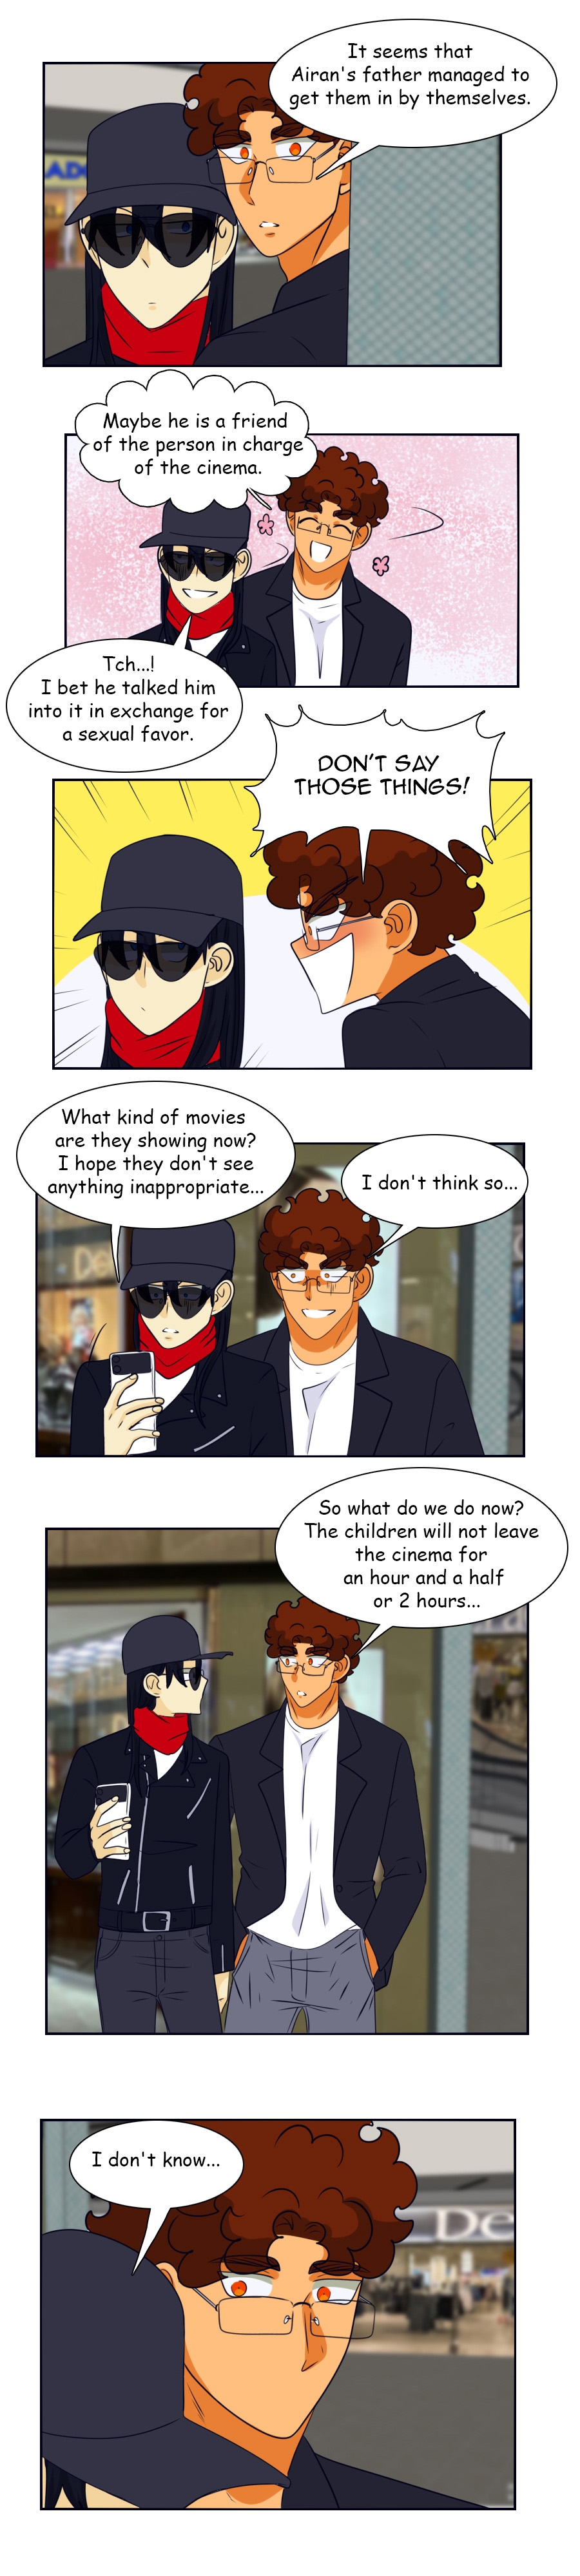 It seems that
Airan's father managed to
get them in by themselves.
AD
Maybe he is a friend
of the person in charge
of the cinema.
Tch...!
I bet he talked him
into it in exchange for
a sexual favor.
DON'T SAY
THOSE THINGS!
What kind of movies
are they showing now?
I hope they don't see
anything inappropriate...
I don't think so...
De
So what do we do now?
The children will not leave
the cinema for
an hour and a half
or 2 hours...
I don't know...
De